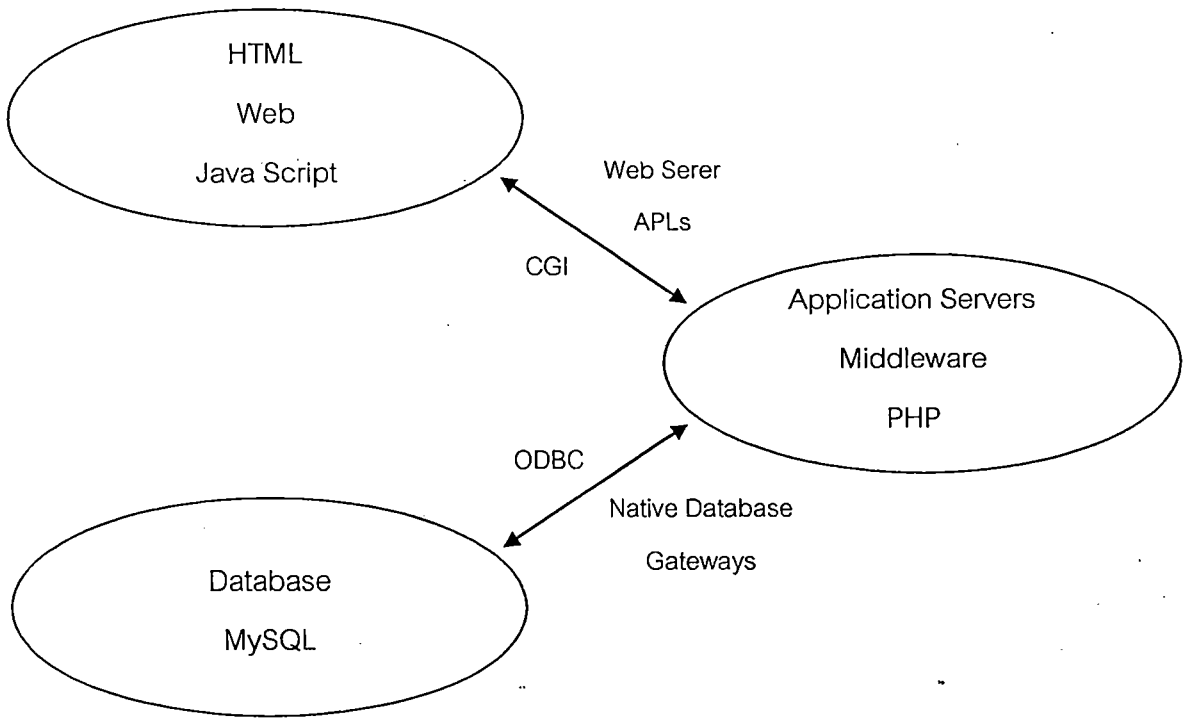 HTML
Web
Java Script
Web Serer
APLs
CGI
Application Servers
Middleware
PHP
ODBC
Native Database
Gateways
Database
MySQL